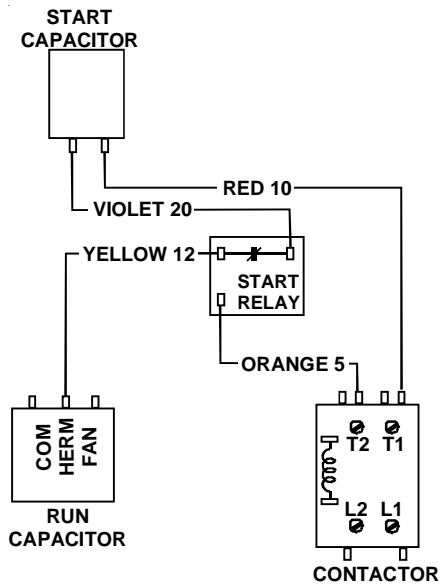 START
CAPACITOR
RED 10
VIOLET 20
YELLOW 12
START
RELAY
ORANGE 5
COM
HERM
FAN
T2 T1
L2 L1
RUN
CAPACITOR
CONTACTOR